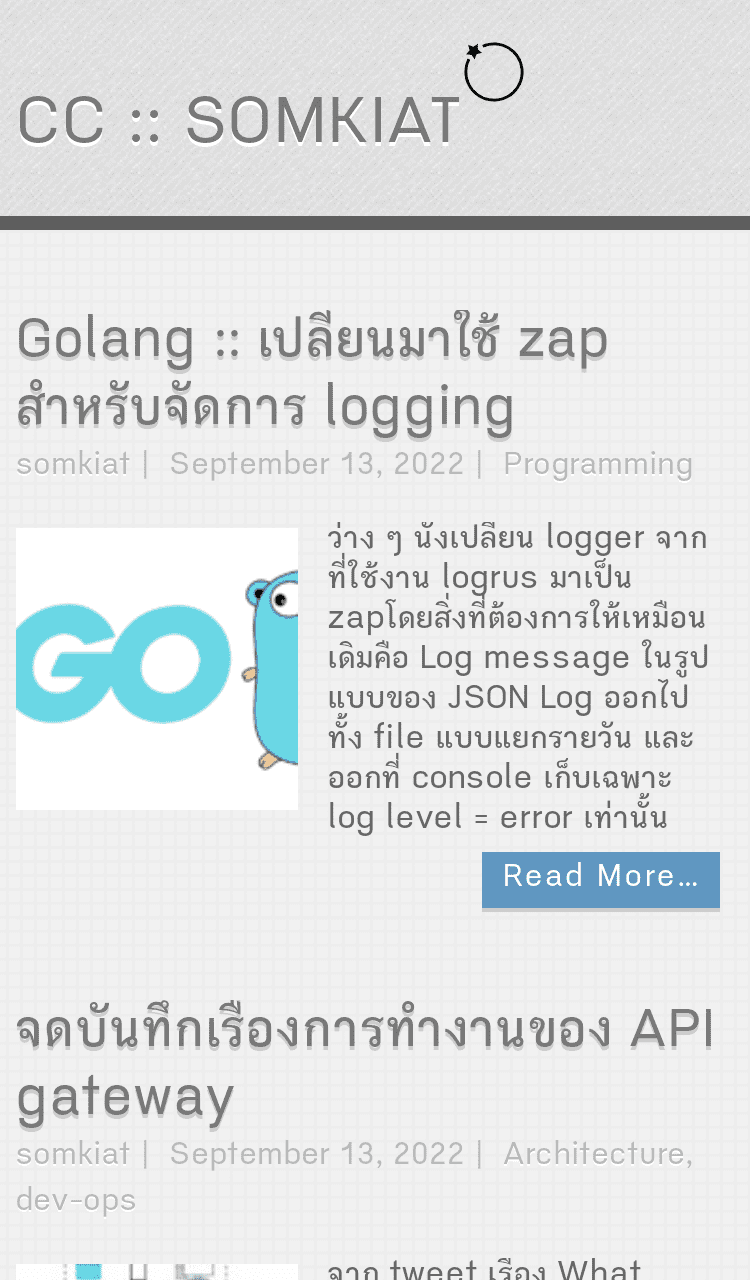 CC :: SOMKIAT
Golang :: เปลี่ยนมาใช้ zap
สำหรับจัดการ logging
somkiat | September 13, 2022 | Programming
GO
ว่าง ๆ นั่งเปลี่ยน logger จาก
ที่ใช้งาน logrus มาเป็น
zapโดยสิ่งที่ต้องการให้เหมือน
เดิมคือ Log message ในรูป
แบบของ JSON Log ออกไป
ทั้ง file แบบแยกรายวัน และ
ออกที่ console เก็บเฉพาะ
log level = error เท่านั้น
Read More…
จดบันทึกเรื่องการทำงานของ API
gateway
somkiat | September 13, 2022 | Architecture,
dev-ops
จาก tweet เรื่อง What